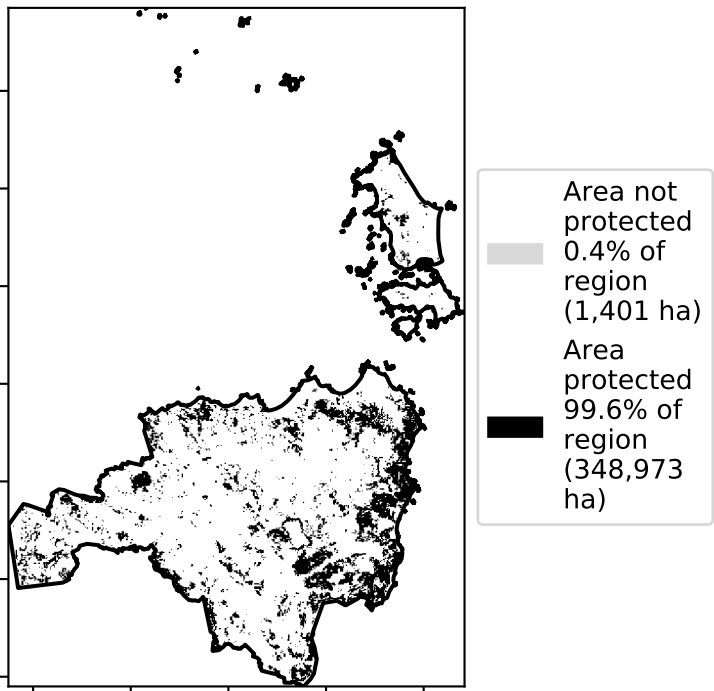 Area not
protected
0.4% of
region
(1,401 ha)
Area
protected
99.6% of
region
(348,973
ha)